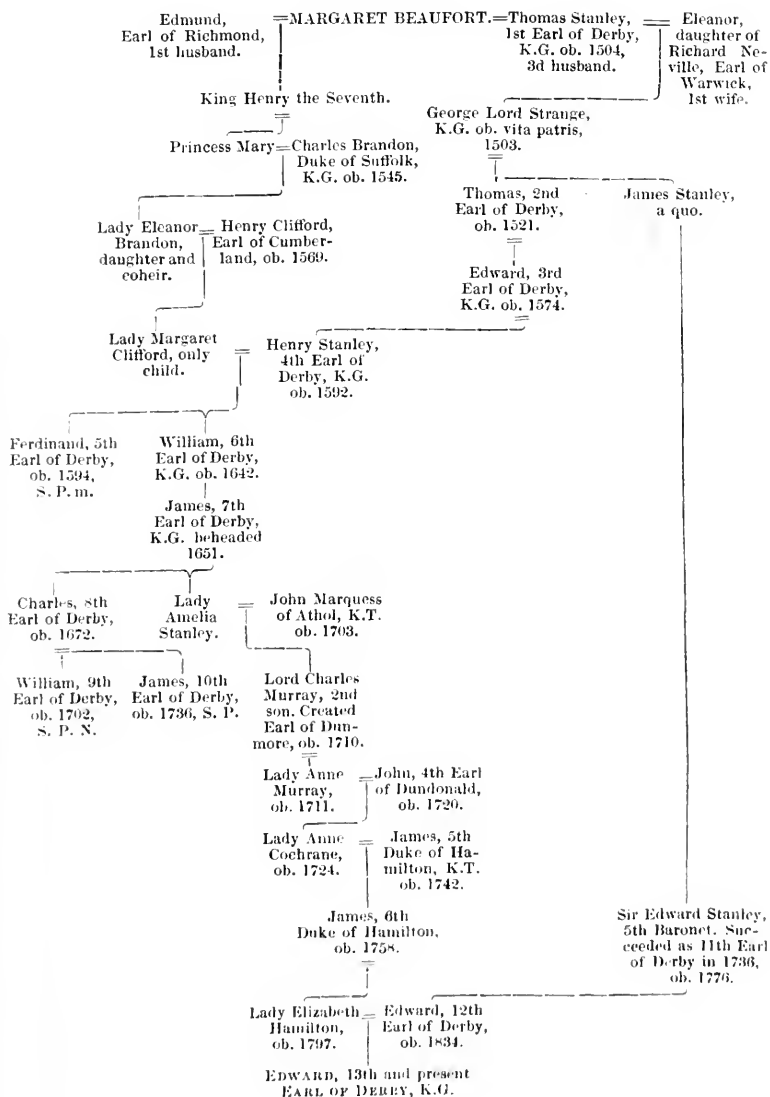 Edmund,
Earl of Richmond,
1st husband.
=MARGARET BEAUFORT.=
Thomas Stanley,
1st Earl of Derby,
K.G. ob. 1504,
3d husband.
=
Eleanor,
daughter of
Richard Ne-
ville, Earl of
Warwick,
1st wife.
King Henry the Seventh.
=
George Lord Strange,
K.G. ob. vita patris,
1503.
=
Princess Mary=
Charles Brandon,
Duke of Suffolk,
K.G. ob. 1545.
Thomas, 2nd
Earl of Derby,
ob. 1521.
=
James Stanley,
a quo.
Lady Eleanor
Brandon,
daughter and
coheir.
=
Henry Clifford,
Earl of Cumber-
land, ob. 1569.
Edward, 3rd
Earl of Derby,
K.G. ob. 1574.
=
Lady Margaret
Clifford, only
child.
=
Henry Stanley,
4th Earl of
Derby, K.G.
ob. 1592.
Ferdinand, 5th
Earl of Derby,
ob. 1594,
S. P. m.
William, 6th
Earl of Derby,
K.G. ob. 1642.
James, 7th
Earl of Derby,
K.G. beheaded
1651.
Charles, 8th
Earl of Derby,
ob. 1672.
=
Lady
Amelia
Stanley.
=
John Marquess
of Athol, K.T.
ob. 1703.
William, 9th
Earl of Derby,
ob. 1702,
S. P. N.
James, 10th
Earl of Derby,
ob. 1736, S. P.
Lord Charles
Murray, 2nd
son. Created
Earl of Dun-
more, ob. 1710.
=
Lady Anne
Murray,
ob. 1711.
=
John, 4th Earl
of Dundonald,
ob. 1720.
Lady Anne
Cochrane,
ob. 1724.
=
James, 5th
Duke of Ha-
milton, K.T.
ob. 1742.
James, 6th
Duke of Hamilton,
ob. 1758.
=
Sir Edward Stanley,
5th Baronet. Suc-
ceeded as 11th Earl
of Derby in 1736,
ob. 1776.
Lady Elizabeth
Hamilton,
ob. 1797.
=
Edward, 12th
Earl of Derby,
ob. 1834.
EDWARD, 13th and present
EARL OF DERBY, K.G.